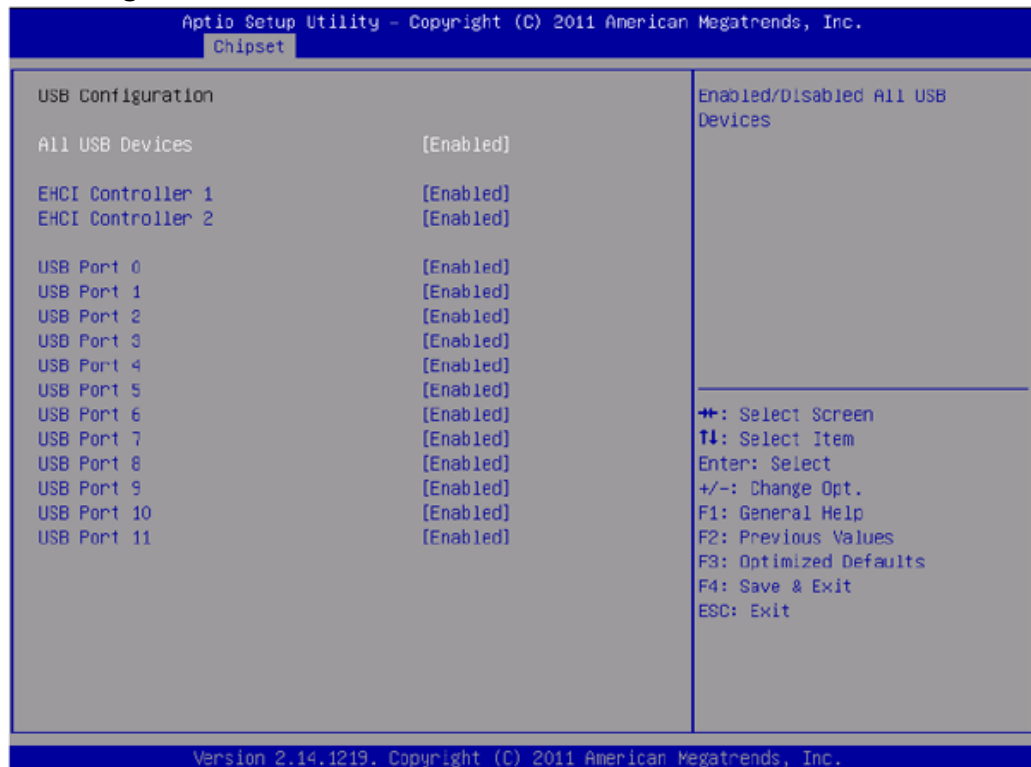 Aptio Setup Utility – Copyright (C) 2011 American Megatrends, Inc.
Chipset
USB Configuration
All USB Devices [Enabled]
EHCI Controller 1 [Enabled]
EHCI Controller 2 [Enabled]
USB Port 0 [Enabled]
USB Port 1 [Enabled]
USB Port 2 [Enabled]
USB Port 3 [Enabled]
USB Port 4 [Enabled]
USB Port 5 [Enabled]
USB Port 6 [Enabled]
USB Port 7 [Enabled]
USB Port 8 [Enabled]
USB Port 9 [Enabled]
USB Port 10 [Enabled]
USB Port 11 [Enabled]
Enabled/Disabled All USB
Devices
→←: Select Screen
↑↓: Select Item
Enter: Select
+/-: Change Opt.
F1: General Help
F2: Previous Values
F3: Optimized Defaults
F4: Save & Exit
ESC: Exit
Version 2.14.1219. Copyright (C) 2011 American Megatrends, Inc.